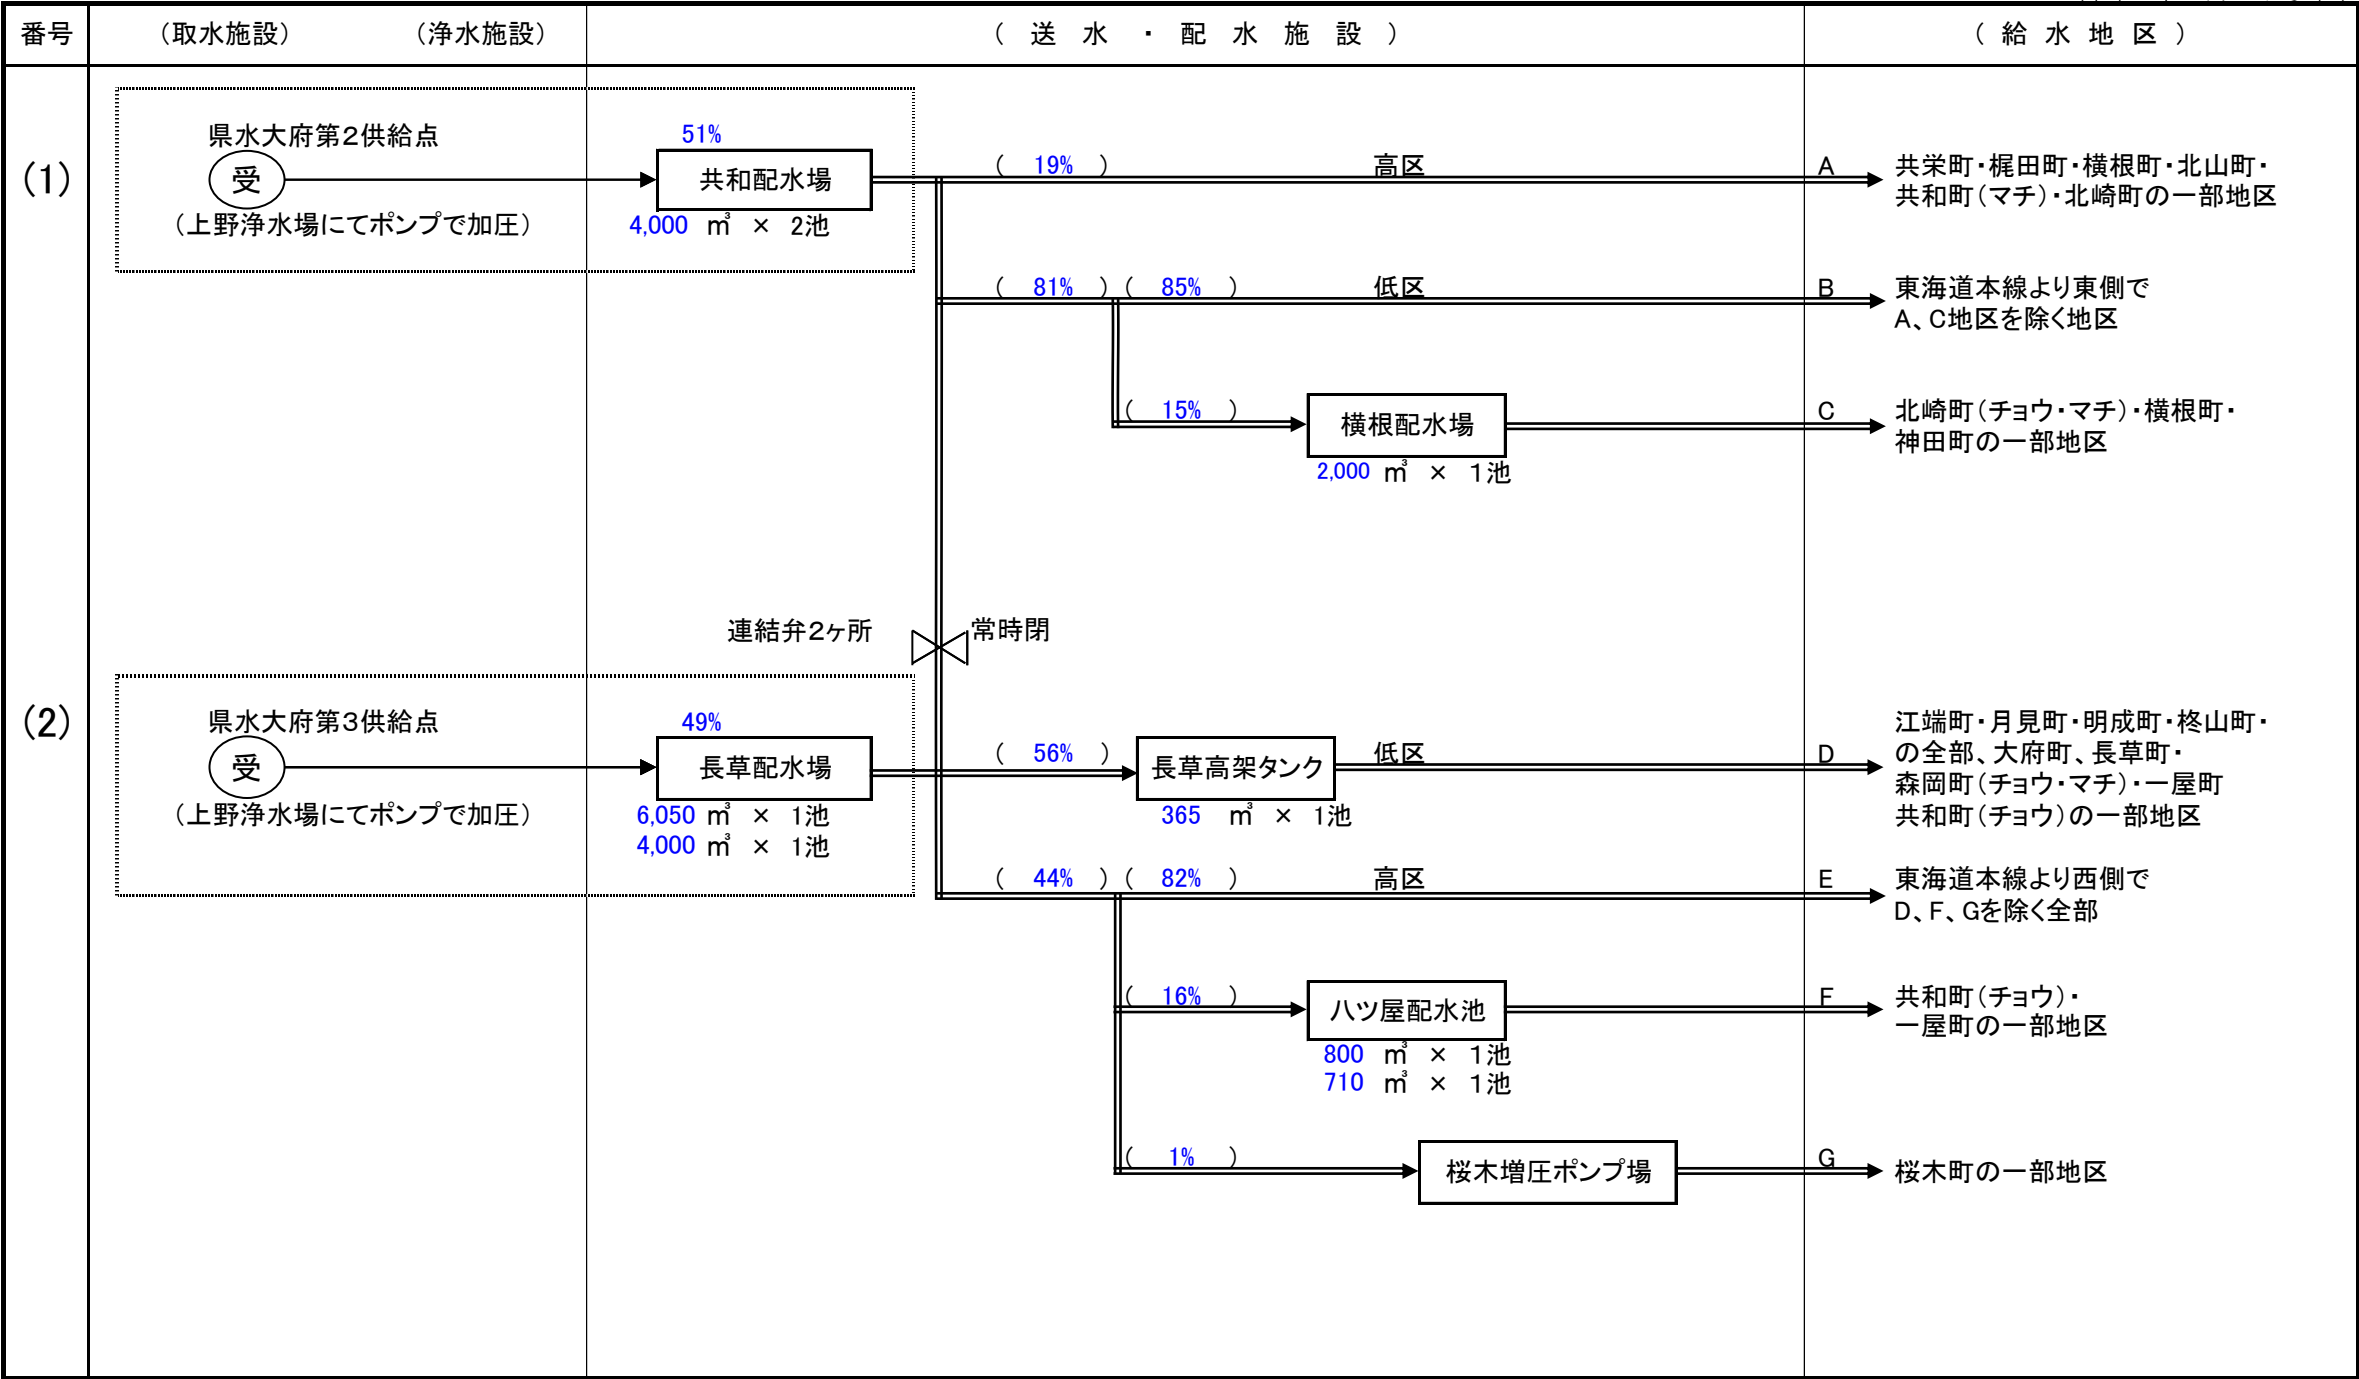 番号
（取水施設）
（浄水施設）
（ 送 水 ・ 配 水 施 設 ）
（ 給 水 地 区 ）
(1)
県水大府第２供給点
受
（上野浄水場にてポンプで加圧）
51%
共和配水場
4,000 ㎥ × 2池
（ 19% ） 高区 A
共栄町・梶田町・横根町・北山町・
共和町（マチ）・北崎町の一部地区
（ 81% ）（ 85% ） 低区 B
東海道本線より東側で
A、C地区を除く地区
（ 15% ）
横根配水場
2,000 ㎥ × 1池
C
北崎町（チョウ・マチ）・横根町・
神田町の一部地区
連結弁２ヶ所
常時閉
(2)
県水大府第３供給点
受
（上野浄水場にてポンプで加圧）
49%
長草配水場
6,050 ㎥ × 1池
4,000 ㎥ × 1池
（ 56% ）
長草高架タンク
365 ㎥ × 1池
低区 D
江端町・月見町・明成町・柊山町・
の全部、大府町、長草町・
森岡町（チョウ・マチ）・一屋町
共和町（チョウ）の一部地区
（ 44% ）（ 82% ） 高区 E
東海道本線より西側で
D、F、Gを除く全部
（ 16% ）
八ツ屋配水池
800 ㎥ × 1池
710 ㎥ × 1池
F
共和町（チョウ）・
一屋町の一部地区
（ 1% ）
桜木増圧ポンプ場
G
桜木町の一部地区